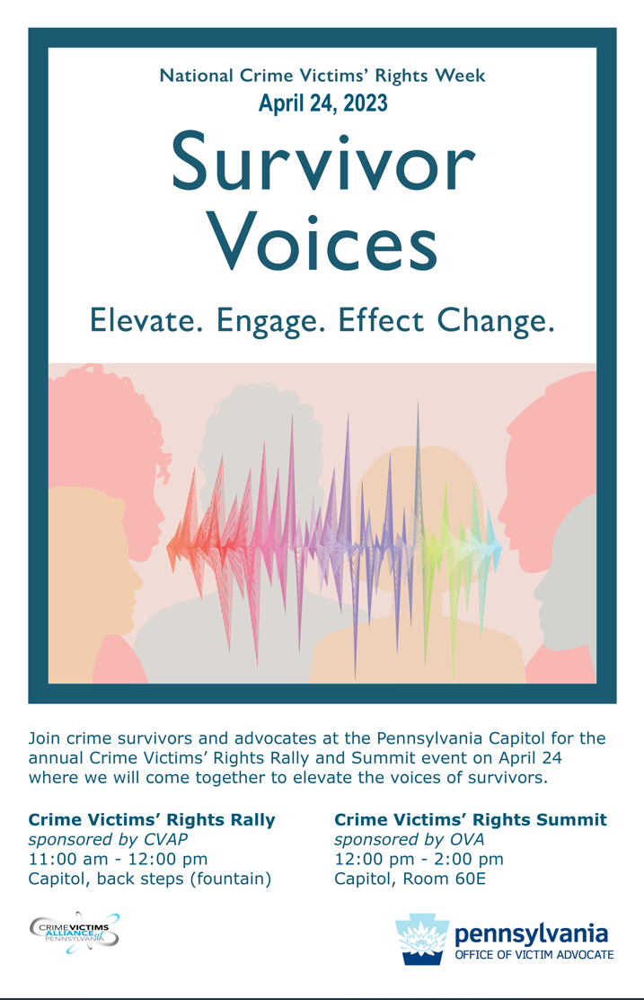 National Crime Victims’ Rights Week
April 24, 2023
Survivor
Voices
Elevate. Engage. Effect Change.
Join crime survivors and advocates at the Pennsylvania Capitol for the
annual Crime Victims’ Rights Rally and Summit event on April 24
where we will come together to elevate the voices of survivors.
Crime Victims’ Rights Rally
sponsored by CVAP
11:00 am - 12:00 pm
Capitol, back steps (fountain)
Crime Victims’ Rights Summit
sponsored by OVA
12:00 pm - 2:00 pm
Capitol, Room 60E
CRIME VICTIMS
ALLIANCE of
PENNSYLVANIA
pennsylvania
OFFICE OF VICTIM ADVOCATE